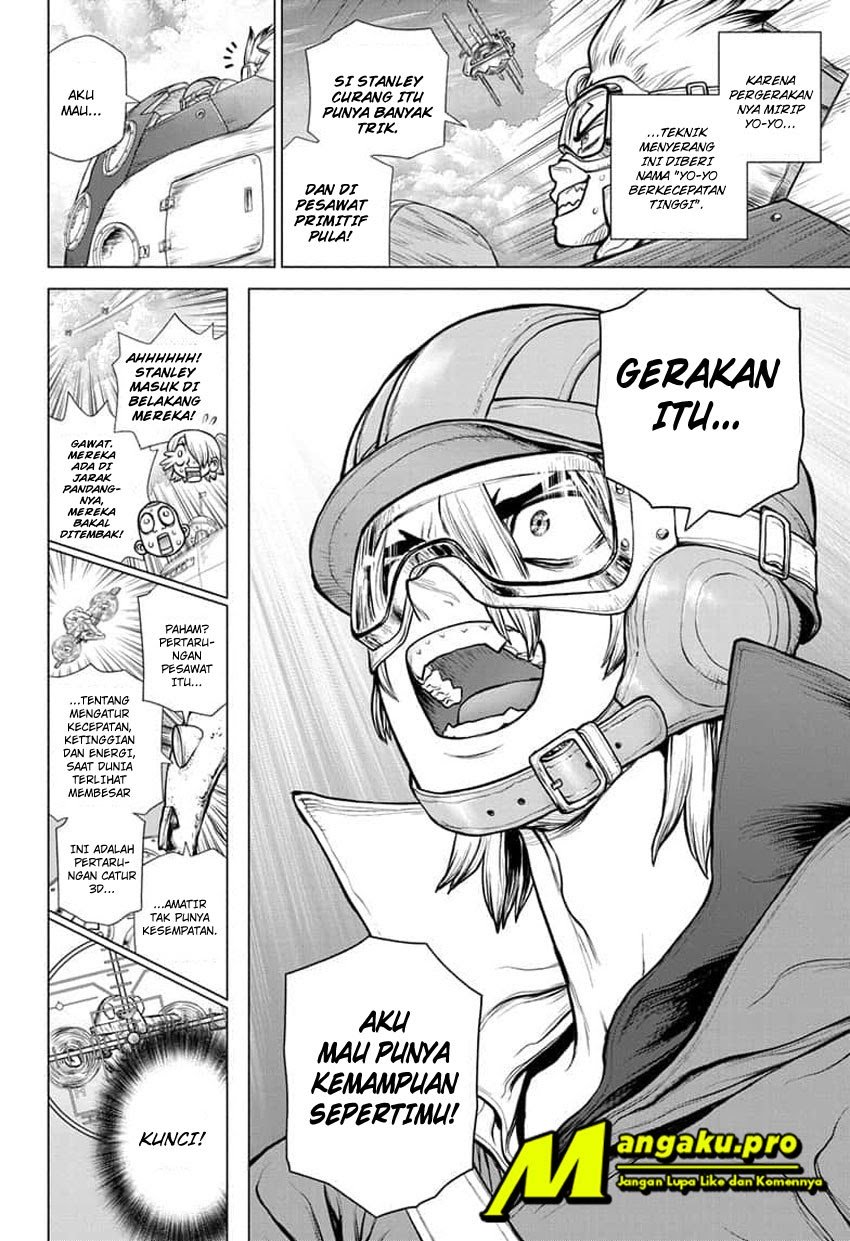 KARENA
PERGERAKAN
NYA MIRIP
YO-YO...
...TEKNIK
MENYERANG
INI DIBERI
NAMA "YO-YO
BERKECEPATAN
TINGGI".
SI STANLEY
CURANG ITU
PUNYA BANYAK
TRIK.
DAN DI
PESAWAT
PRIMITIF
PULA!
AKU
MAU...
GERAKAN
ITU...
AKU
MAU PUNYA
KEMAMPUAN
SEPERTIMU!
AHHHHHH!
STANLEY
MASUK DI
BELAKANG
MEREKA!
GAWAT.
MEREKA
ADA DI
JARAK
PANDANG-
NYA,
MEREKA
BAKAL
DITEMBAK!
PAHAM?
PERTARU-
NGAN
PESAWAT
ITU...
...TENTANG
MENGATUR
KECEPATAN,
KETINGGIAN
DAN ENERGI,
SAAT DUNIA
TERLIHAT
MEMBESAR
INI ADALAH
PERTARU-
NGAN CATUR
3D...
...AMATIR
TAK PUNYA
KESEMPATAN.
KUNCI!
Mangaku.pro
Jangan Lupa Like dan Komennya